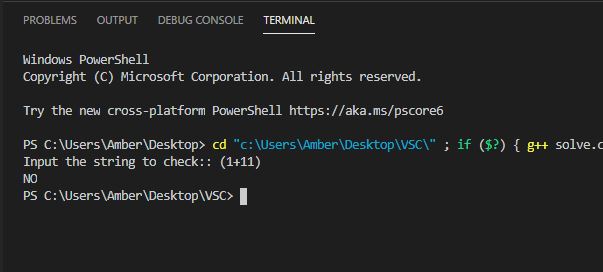 PROBLEMS OUTPUT DEBUG CONSOLE TERMINAL
Windows PowerShell
Copyright (C) Microsoft Corporation. All rights reserved.
Try the new cross-platform PowerShell https://aka.ms/pscore6
PS C:\Users\Amber\Desktop> cd "c:\Users\Amber\Desktop\VSC\" ; if ($?) { g++ solve.c
Input the string to check:: (1+11)
NO
PS C:\Users\Amber\Desktop\VSC>